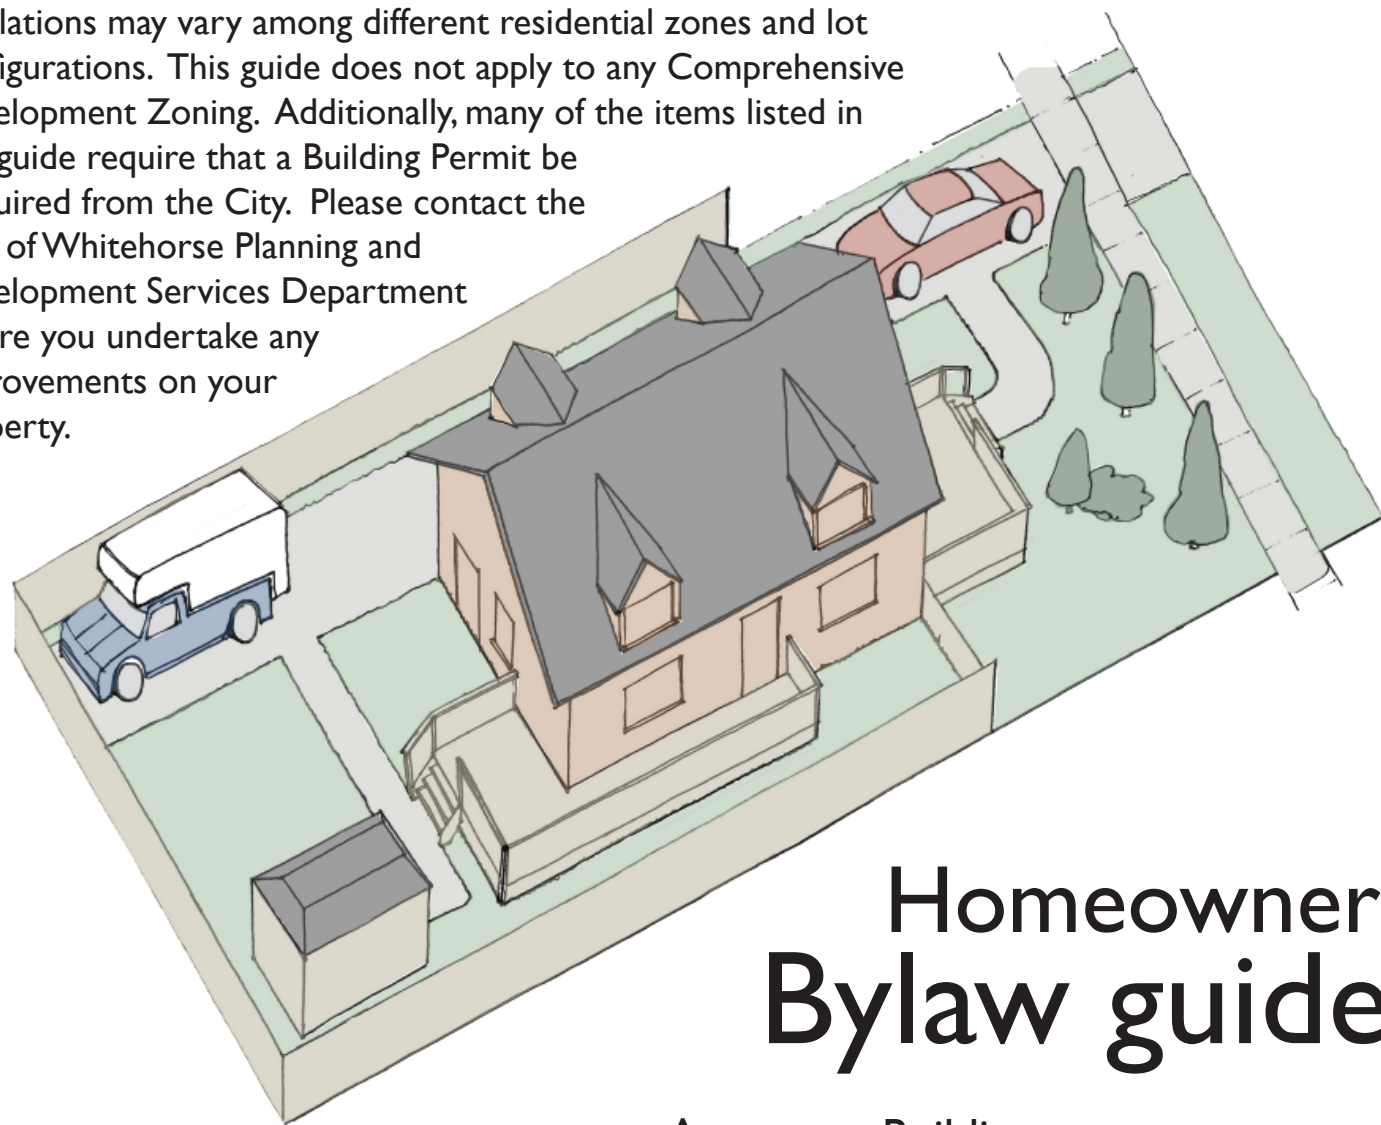 lations may vary among different residential zones and lot
figurations. This guide does not apply to any Comprehensive
elopment Zoning. Additionally, many of the items listed in
guide require that a Building Permit be
uired from the City. Please contact the
of Whitehorse Planning and
elopment Services Department
re you undertake any
rovements on your
perty.
Homeowner
Bylaw guide